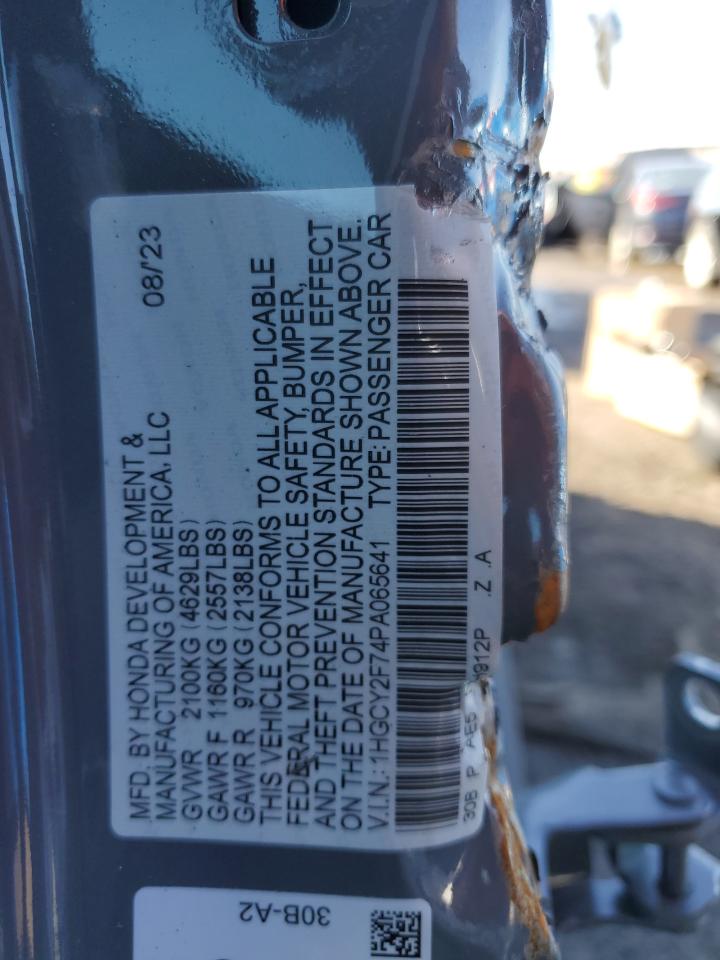 MFD. BY HONDA DEVELOPMENT & 08/23
MANUFACTURING OF AMERICA, LLC
GVWR 2100KG (4629LBS)
GAWR F 1160KG (2557LBS)
GAWR R 970KG (2138LBS)
THIS VEHICLE CONFORMS TO ALL APPLICABLE
FEDERAL MOTOR VEHICLE SAFETY, BUMPER,
AND THEFT PREVENTION STANDARDS IN EFFECT
ON THE DATE OF MANUFACTURE SHOWN ABOVE.
V.I.N.: 1HGCY2F74PA065641 TYPE: PASSENGER CAR
30B P AE5 912P Z .A
30B-A2